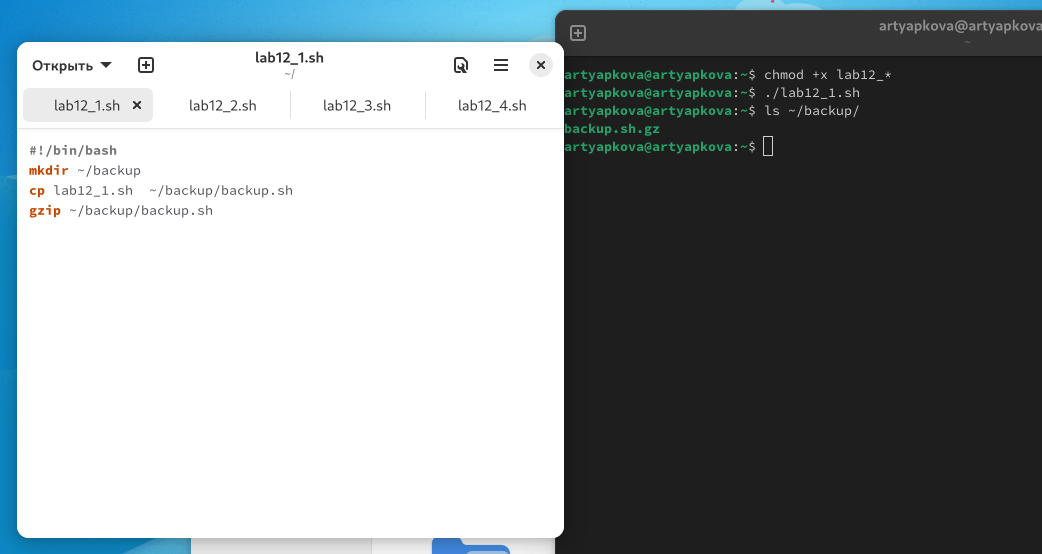 Открыть
lab12_1.sh
~/
lab12_1.sh
lab12_2.sh
lab12_3.sh
lab12_4.sh
#!/bin/bash
mkdir ~/backup
cp lab12_1.sh  ~/backup/backup.sh
gzip ~/backup/backup.sh
artyapkova@artyapkova
~
artyapkova@artyapkova:~$ chmod +x lab12_*
artyapkova@artyapkova:~$ ./lab12_1.sh
artyapkova@artyapkova:~$ ls ~/backup/
backup.sh.gz
artyapkova@artyapkova:~$